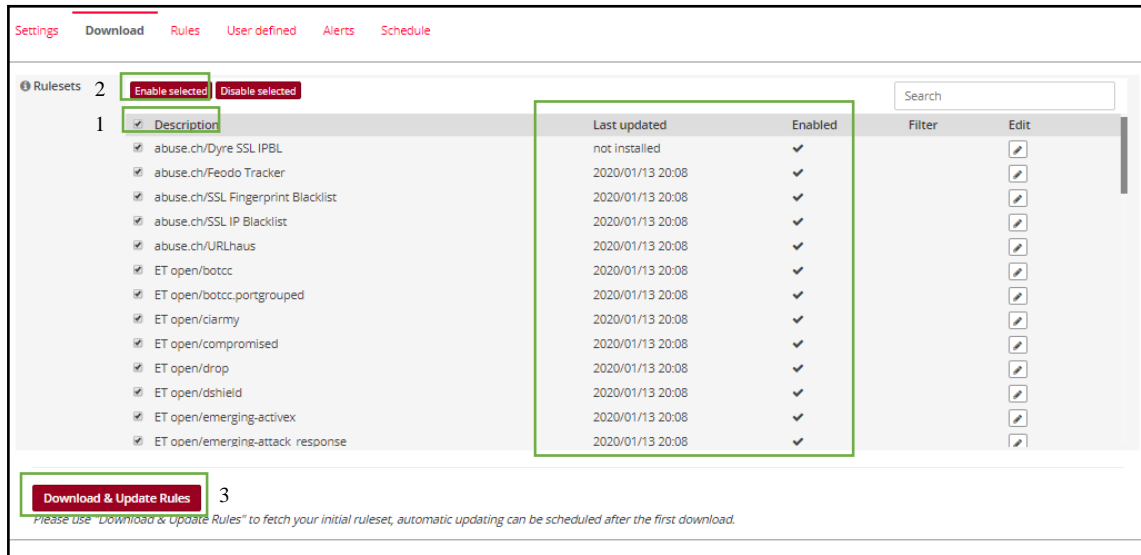 Settings Download Rules User defined Alerts Schedule
Rulesets 2 Enable selected Disable selected Search
1 Description Last updated Enabled Filter Edit
abuse.ch/Dyre SSL IPBL not installed
abuse.ch/Feodo Tracker 2020/01/13 20:08
abuse.ch/SSL Fingerprint Blacklist 2020/01/13 20:08
abuse.ch/SSL IP Blacklist 2020/01/13 20:08
abuse.ch/URLhaus 2020/01/13 20:08
ET open/botcc 2020/01/13 20:08
ET open/botcc.portgrouped 2020/01/13 20:08
ET open/ciarmy 2020/01/13 20:08
ET open/compromised 2020/01/13 20:08
ET open/drop 2020/01/13 20:08
ET open/dshield 2020/01/13 20:08
ET open/emerging-activex 2020/01/13 20:08
ET open/emerging-attack_response 2020/01/13 20:08
Download & Update Rules 3
Please use "Download & Update Rules" to fetch your initial ruleset, automatic updating can be scheduled after the first download.